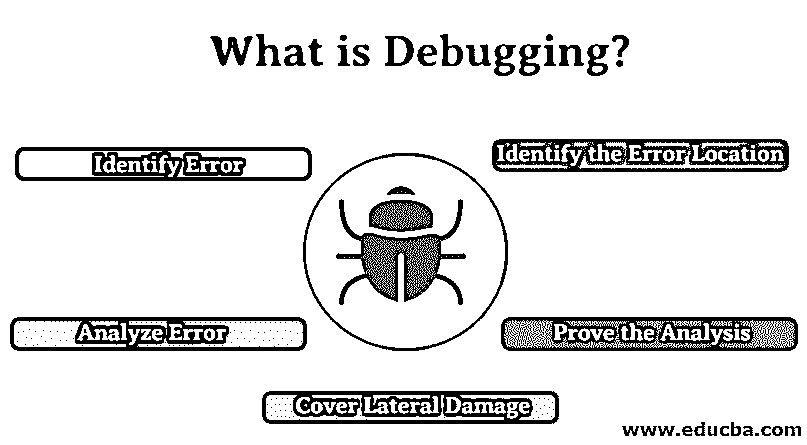 What is Debugging?
Identify Error
Identify the Error Location
Analyze Error
Prove the Analysis
Cover Lateral Damage
www.educba.com